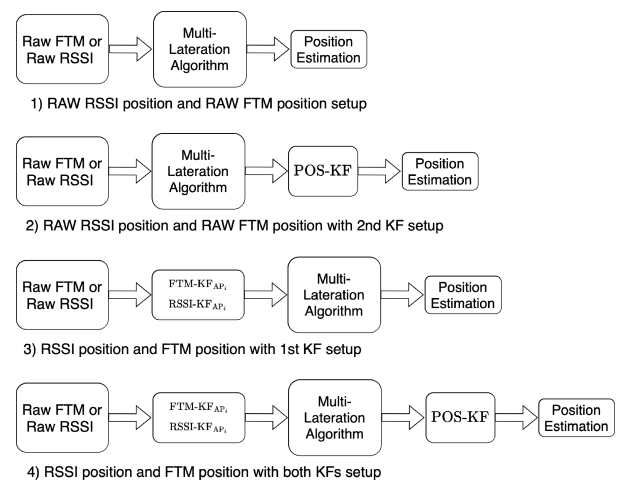 Raw FTM or
Raw RSSI
Multi-
Lateration
Algorithm
Position
Estimation
1) RAW RSSI position and RAW FTM position setup
Raw FTM or
Raw RSSI
Multi-
Lateration
Algorithm
POS-KF
Position
Estimation
2) RAW RSSI position and RAW FTM position with 2nd KF setup
Raw FTM or
Raw RSSI
FTM-KF_{AP_i}
RSSI-KF_{AP_i}
Multi-
Lateration
Algorithm
Position
Estimation
3) RSSI position and FTM position with 1st KF setup
Raw FTM or
Raw RSSI
FTM-KF_{AP_i}
RSSI-KF_{AP_i}
Multi-
Lateration
Algorithm
POS-KF
Position
Estimation
4) RSSI position and FTM position with both KFs setup